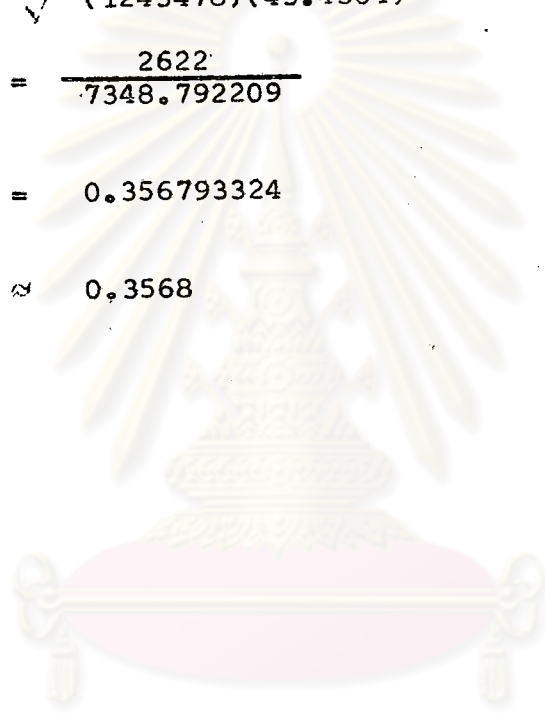 = 2622 / 7348.792209
= 0.356793324
≈ 0.3568